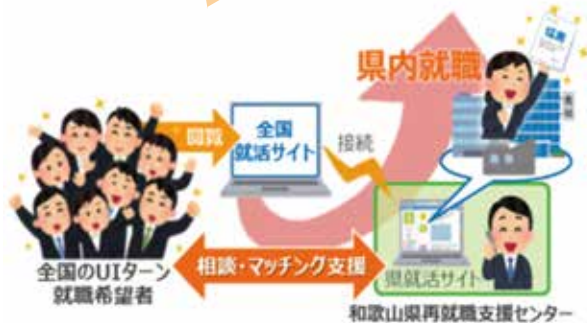 県内就職
採用
閲覧
全国
就活サイト
接続
相談・マッチング支援
全国のUIターン
就職希望者
県就活サイト
和歌山県再就職支援センター